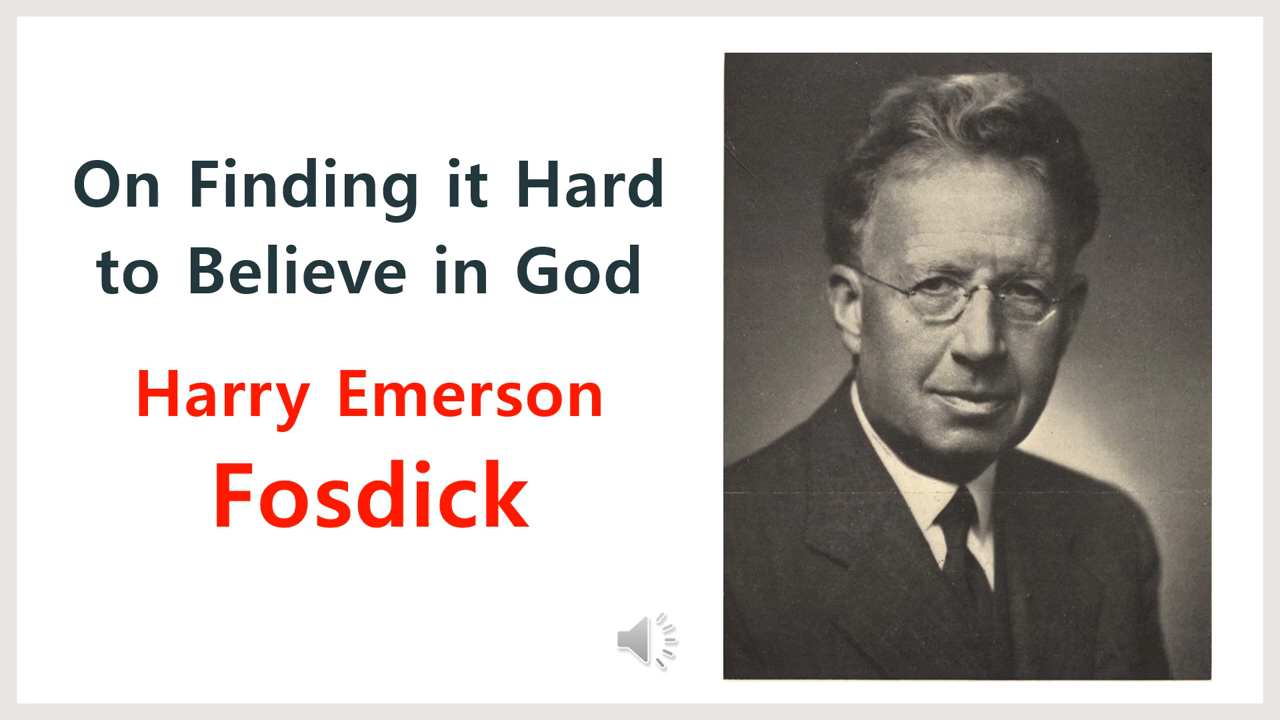 On Finding it Hard
to Believe in God
Harry Emerson
Fosdick